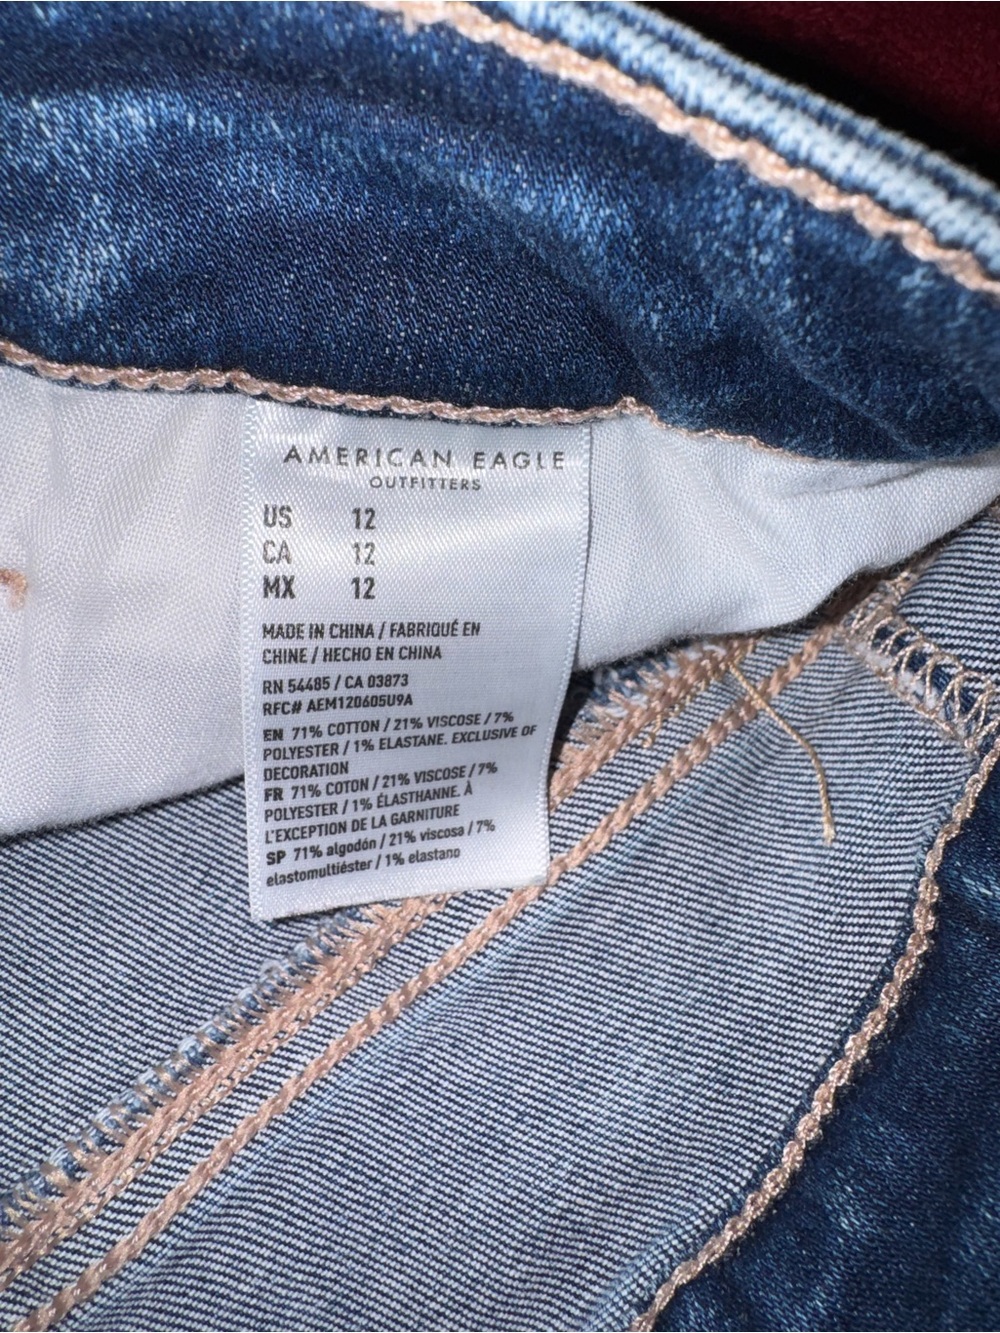 AMERICAN EAGLE
OUTFITTERS
US 12
CA 12
MX 12
MADE IN CHINA / FABRIQUÉ EN
CHINE / HECHO EN CHINA
RN 54485 / CA 03873
RFC# AEM120605U9A
EN 71% COTTON / 21% VISCOSE / 7%
POLYESTER / 1% ELASTANE. EXCLUSIVE OF
DECORATION
FR 71% COTON / 21% VISCOSE / 7%
POLYESTER / 1% ÉLASTHANNE. À
L'EXCEPTION DE LA GARNITURE
SP 71% algodón / 21% viscosa / 7%
elastomultiéster / 1% elastano